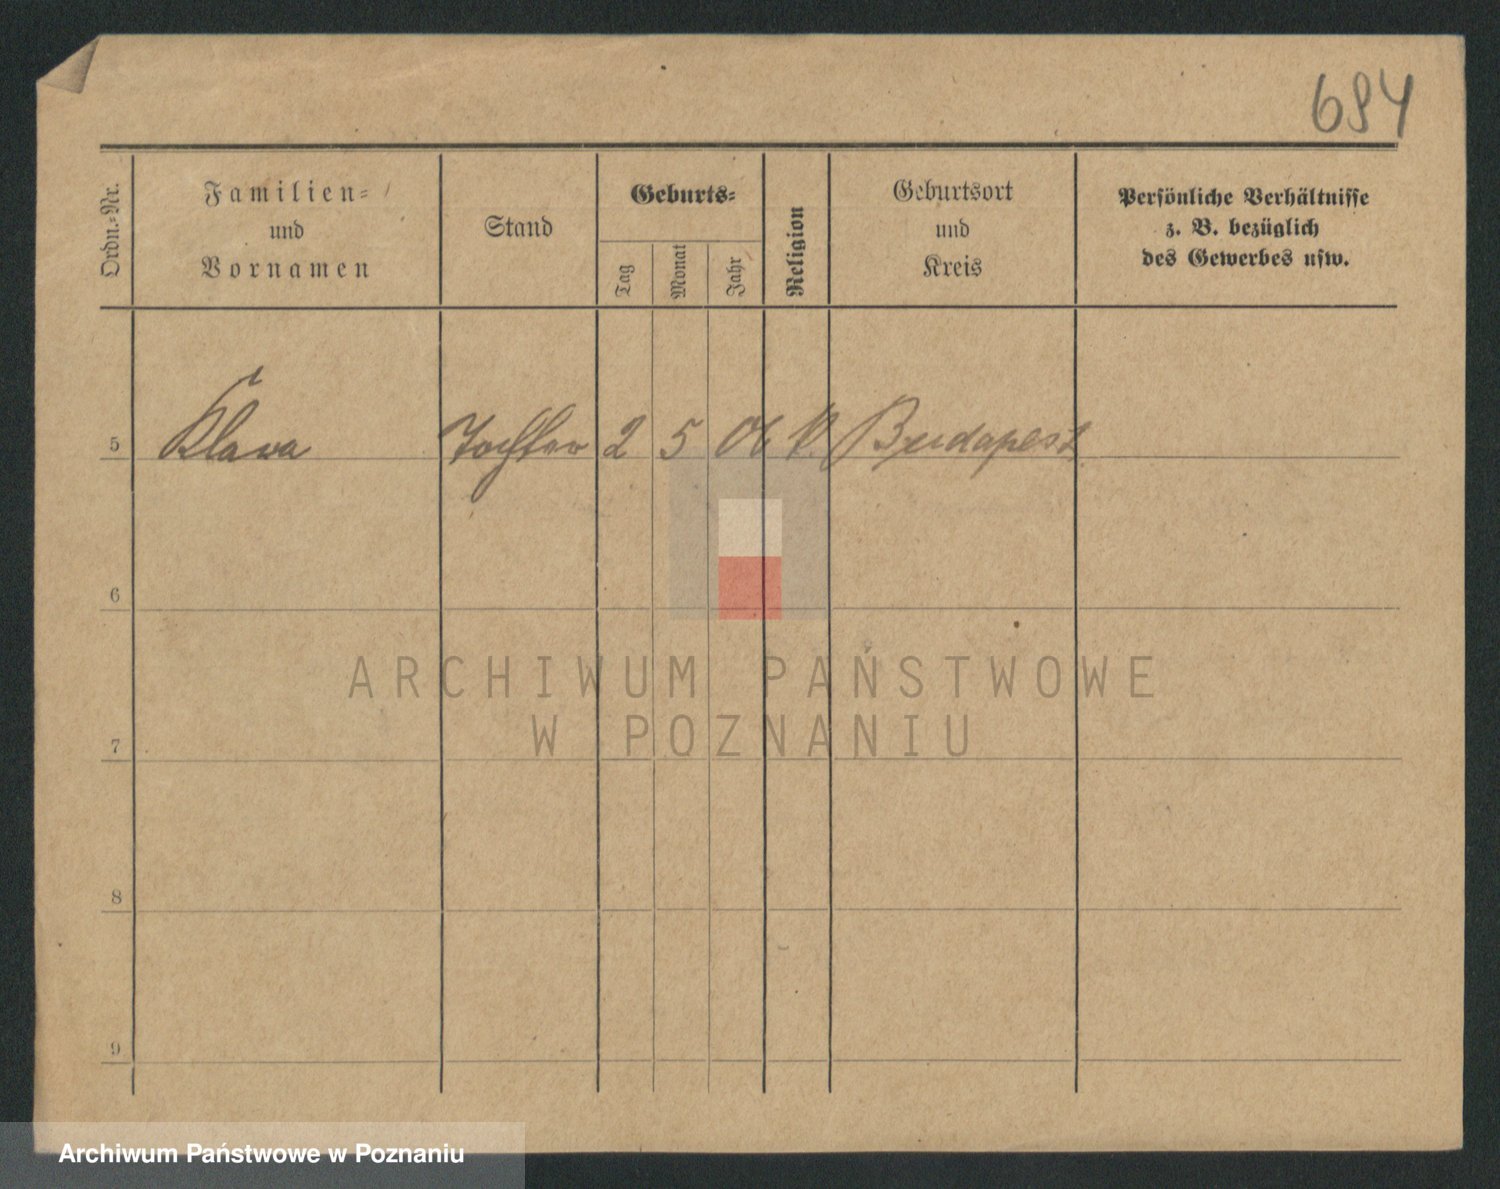 684
Ordn.-Nr.
Familien-
und
Vornamen
Stand
Geburts-
Tag
Monat
Jahr
Religion
Geburtsort
und
Kreis
Persönliche Verhältnisse
z. B. bezüglich
des Gewerbes usw.
5 Klara Tochter 2 5 06 Budapest
6
7
8
9
ARCHIWUM PAŃSTWOWE
W POZNANIU
Archiwum Państwowe w Poznaniu